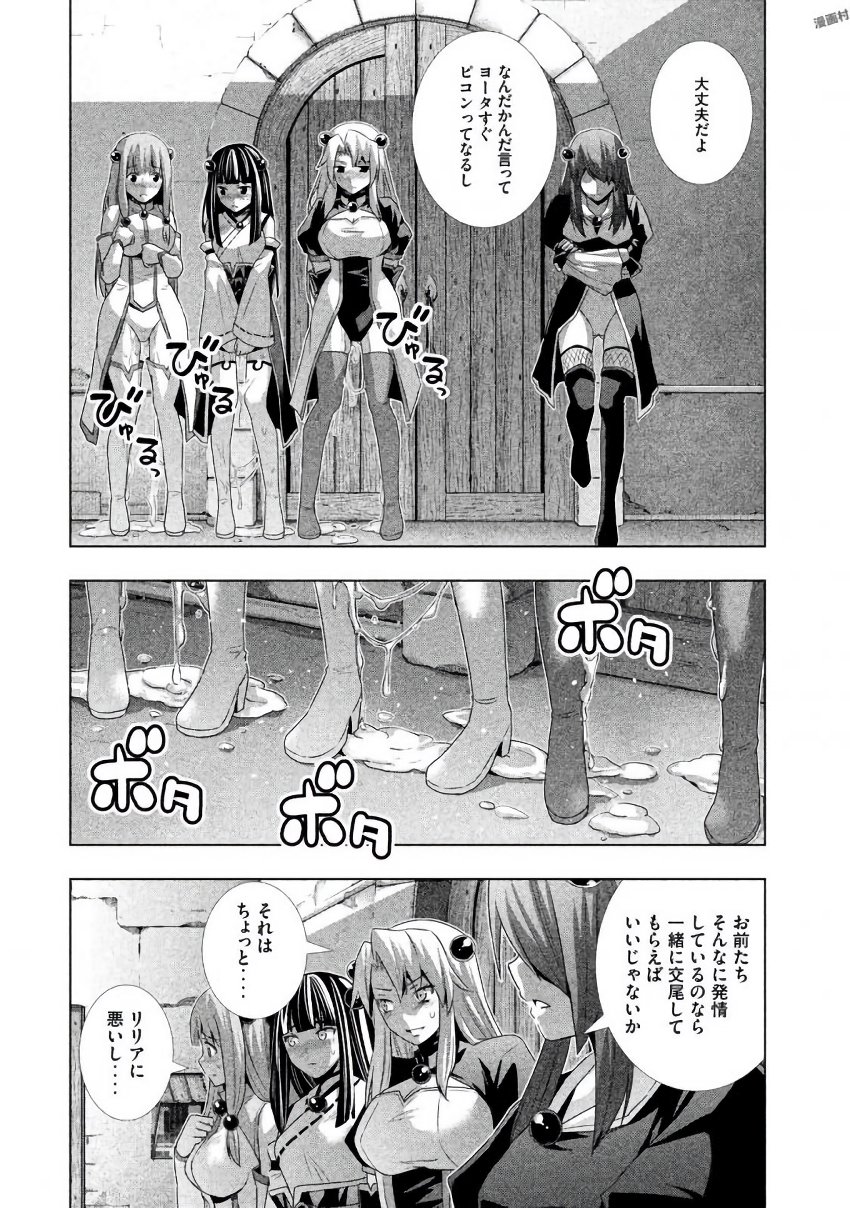 漫画村
大丈夫だよ
なんだかんだ言って
ヨータすぐ
ピコンってなるし
びゅるっ
びゅる
びゅるっ
ボタ
ボタ
ボタ
お前たち
そんなに発情
しているのなら
一緒に交尾して
もらえば
いいじゃないか
それは
ちょっと‥‥
リリアに
悪いし‥‥